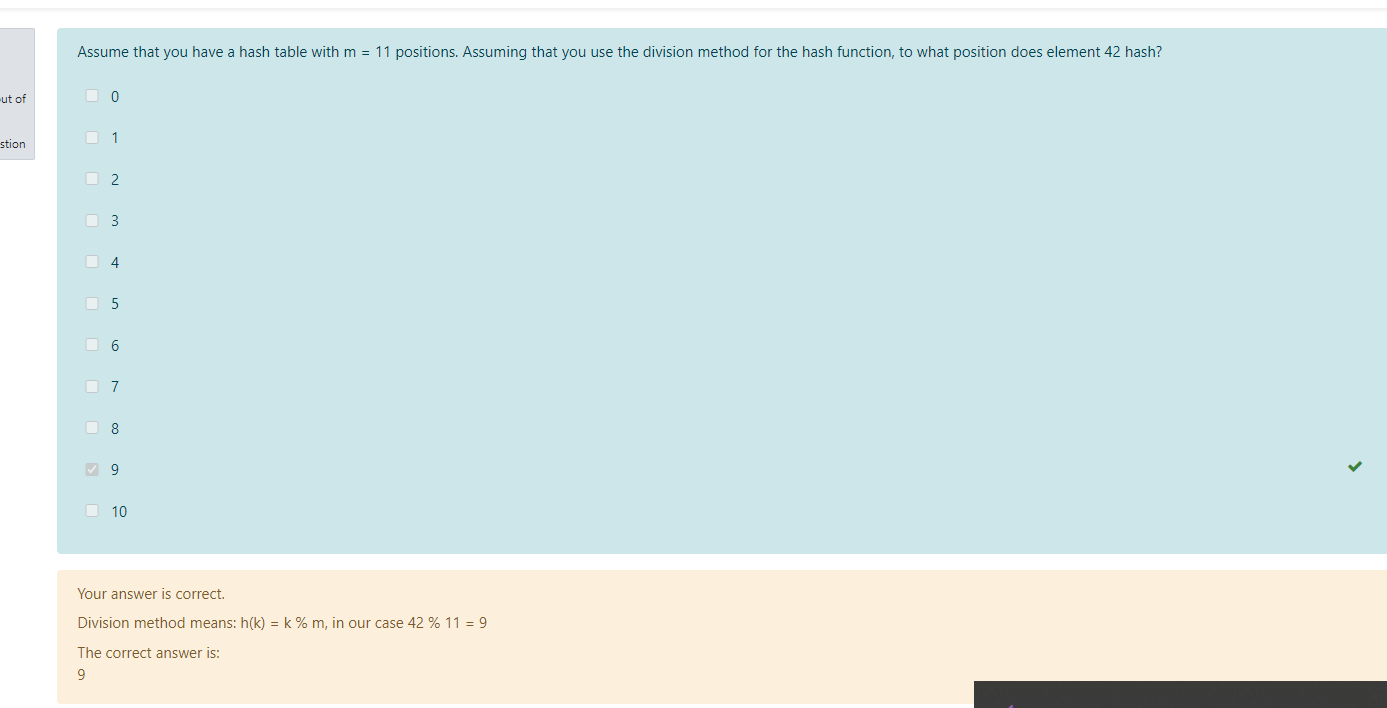 Assume that you have a hash table with m = 11 positions. Assuming that you use the division method for the hash function, to what position does element 42 hash?
ut of
stion
0
1
2
3
4
5
6
7
8
9
10
Your answer is correct.
Division method means: h(k) = k % m, in our case 42 % 11 = 9
The correct answer is:
9